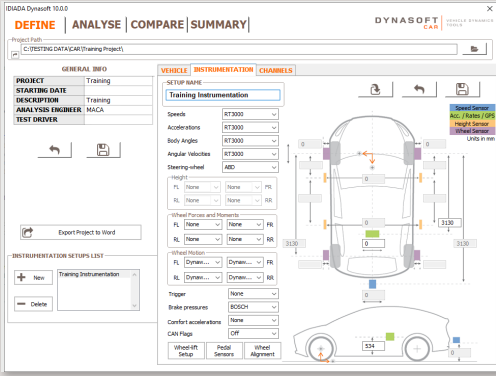 IDIADA Dynasoft 10.0.0
DEFINE | ANALYSE | COMPARE | SUMMARY |
DYNASOFT CAR
VEHICLE DYNAMICS TOOLS
Project Path
C:\TESTING DATA\CAR\Training Project\
GENERAL INFO
PROJECT Training
STARTING DATE
DESCRIPTION Training
ANALYSIS ENGINEER MACA
TEST DRIVER
Export Project to Word
INSTRUMENTATION SETUPS LIST
New
Delete
Training Instrumentation
VEHICLE INSTRUMENTATION CHANNELS
SETUP NAME
Training Instrumentation
Speeds RT3000
Accelerations RT3000
Body Angles RT3000
Angular Velocities RT3000
Steering-wheel ABD
Height
FL None None FR
RL None None RR
Wheel Forces and Moments
FL None None FR
RL None None RR
Wheel Motion
FL Dynaw... Dynaw... FR
RL Dynaw... Dynaw... RR
Trigger None
Brake pressures BOSCH
Comfort accelerations None
CAN Flags Off
Wheel-lift Setup
Pedal Sensors
Wheel Alignment
Speed Sensor
Acc. / Rates / GPS
Height Sensor
Wheel Sensor
Units in mm
0 0
0
0 3130
3130 0 3130
0
534
0